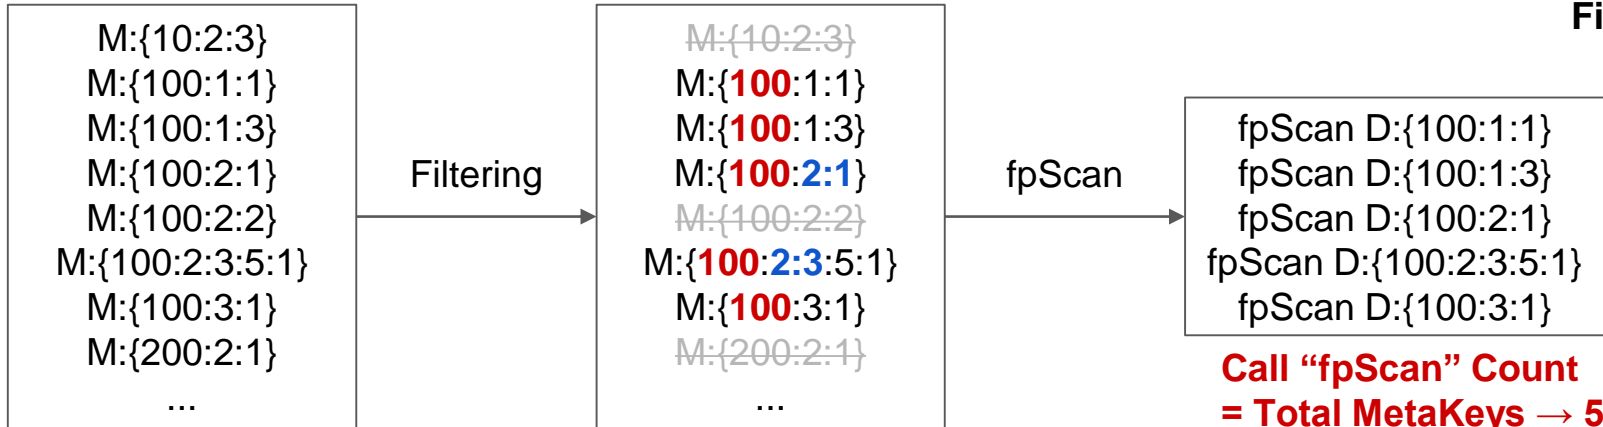 Fi
M:{10:2:3}
M:{100:1:1}
M:{100:1:3}
M:{100:2:1}
M:{100:2:2}
M:{100:2:3:5:1}
M:{100:3:1}
M:{200:2:1}
...
Filtering
M:{10:2:3}
M:{100:1:1}
M:{100:1:3}
M:{100:2:1}
M:{100:2:2}
M:{100:2:3:5:1}
M:{100:3:1}
M:{200:2:1}
...
fpScan
fpScan D:{100:1:1}
fpScan D:{100:1:3}
fpScan D:{100:2:1}
fpScan D:{100:2:3:5:1}
fpScan D:{100:3:1}
Call “fpScan” Count
= Total MetaKeys → 5